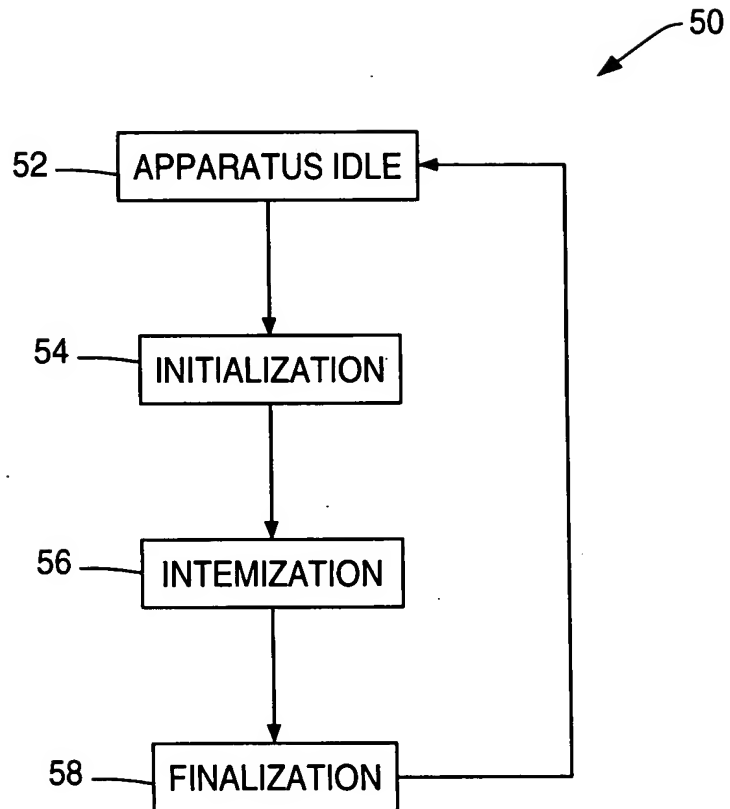 50
52 APPARATUS IDLE
54 INITIALIZATION
56 INTEMIZATION
58 FINALIZATION